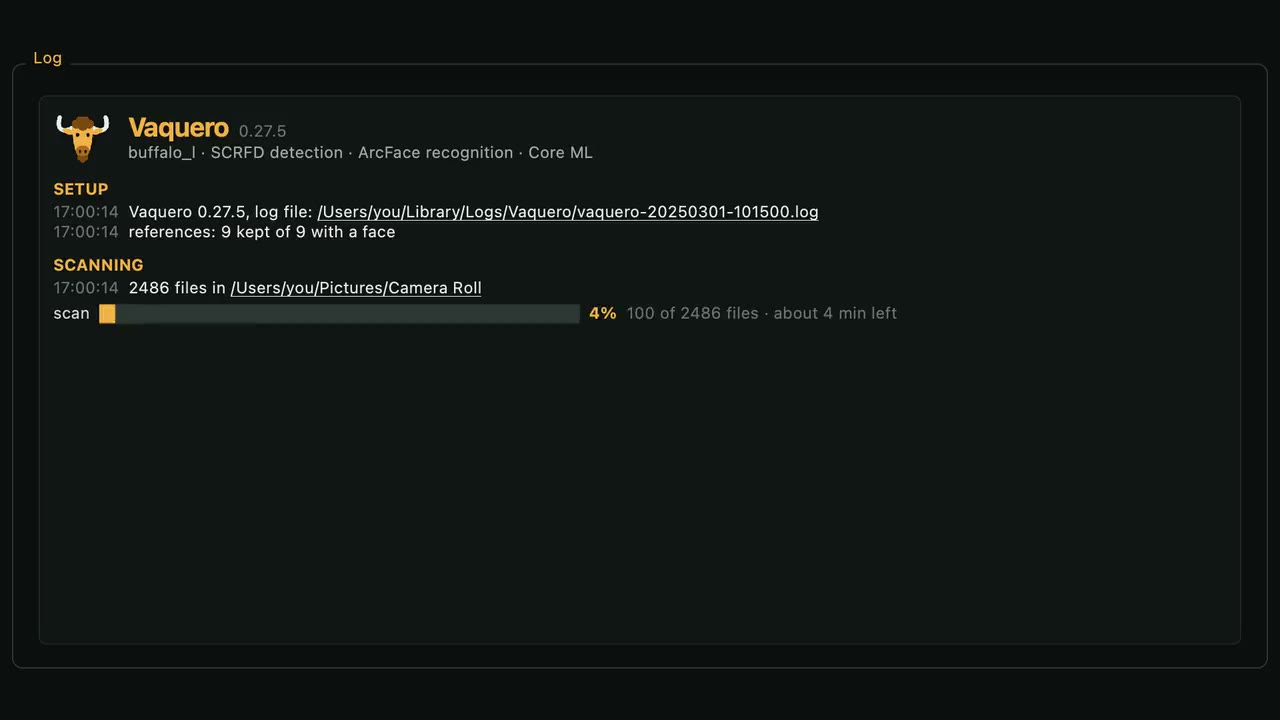 Log
Vaquero 0.27.5
buffalo_l · SCRFD detection · ArcFace recognition · Core ML
SETUP
17:00:14 Vaquero 0.27.5, log file: /Users/you/Library/Logs/Vaquero/vaquero-20250301-101500.log
17:00:14 references: 9 kept of 9 with a face
SCANNING
17:00:14 2486 files in /Users/you/Pictures/Camera Roll
scan 4% 100 of 2486 files · about 4 min left